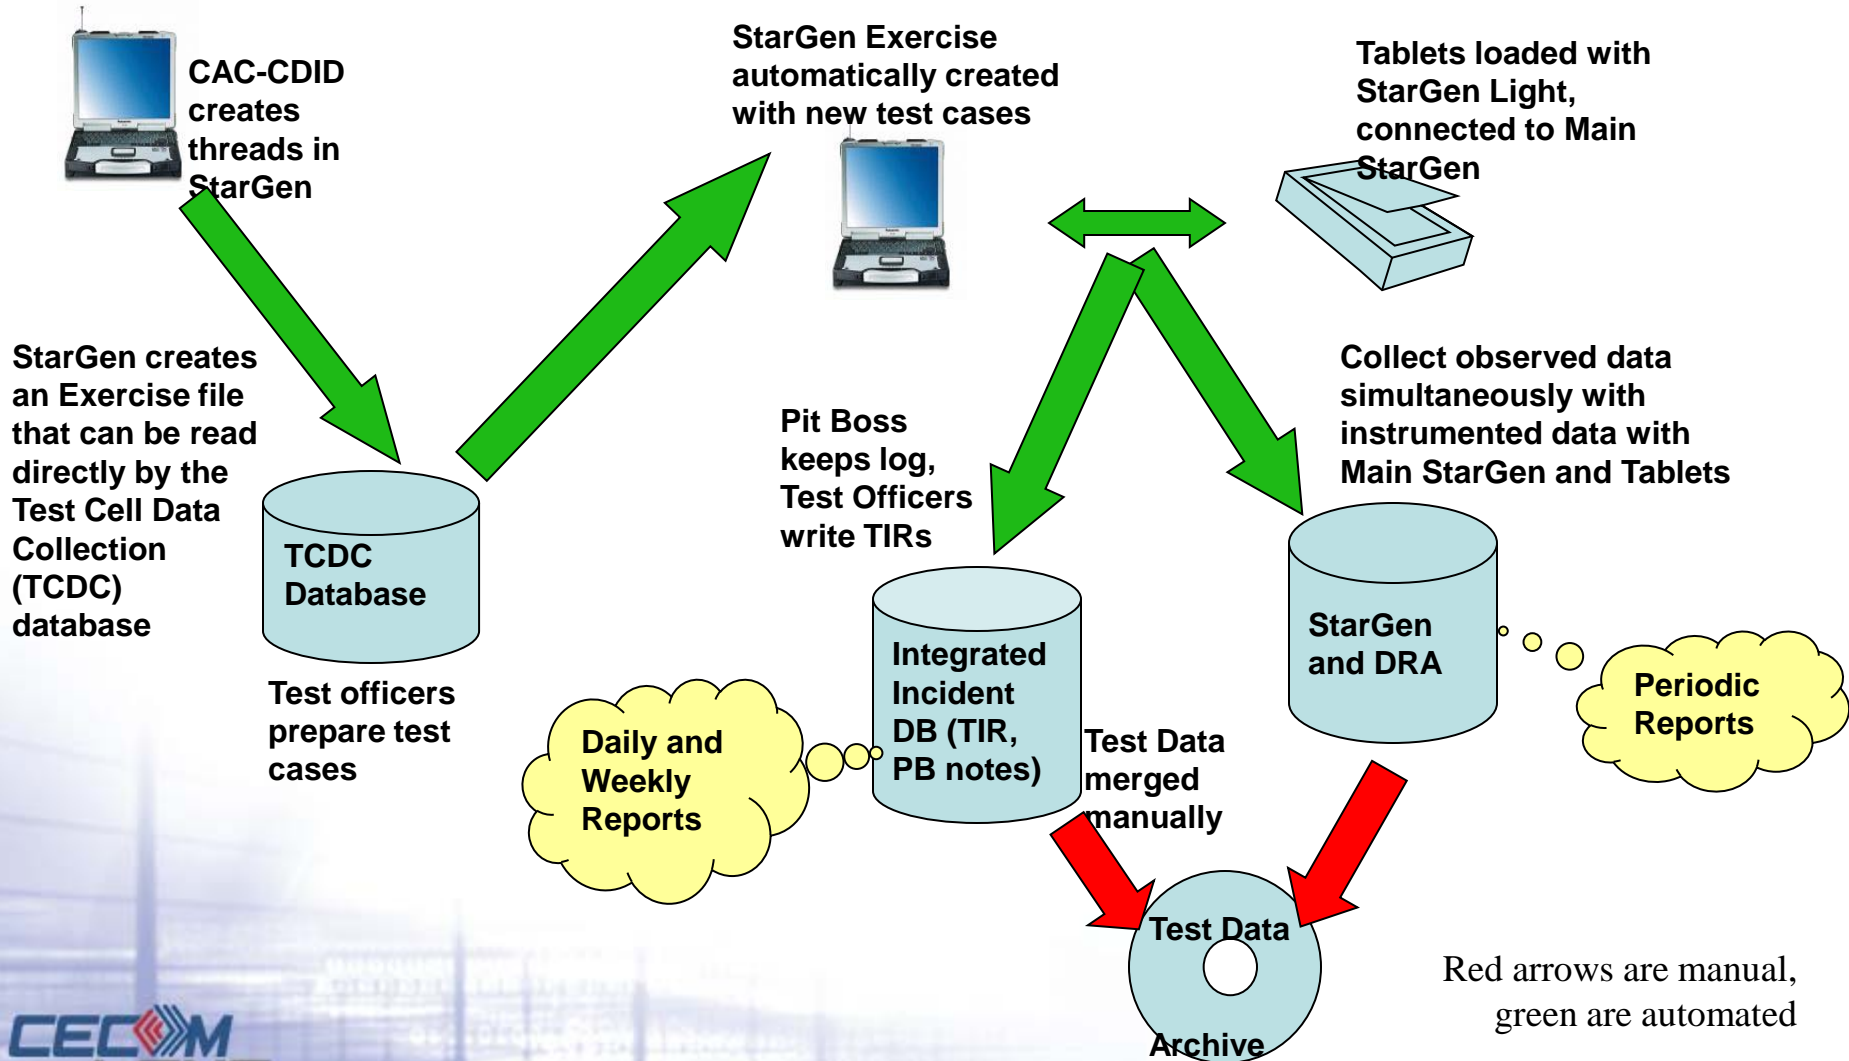 CAC-CDID
creates
threads in
StarGen
StarGen Exercise
automatically created
with new test cases
Tablets loaded with
StarGen Light,
connected to Main
StarGen
StarGen creates
an Exercise file
that can be read
directly by the
Test Cell Data
Collection
(TCDC)
database
TCDC
Database
Test officers
prepare test
cases
Pit Boss
keeps log,
Test Officers
write TIRs
Collect observed data
simultaneously with
instrumented data with
Main StarGen and Tablets
Integrated
Incident
DB (TIR,
PB notes)
StarGen
and DRA
Daily and
Weekly
Reports
Periodic
Reports
Test Data
merged
manually
Test Data
Archive
Red arrows are manual,
green are automated
CECOM